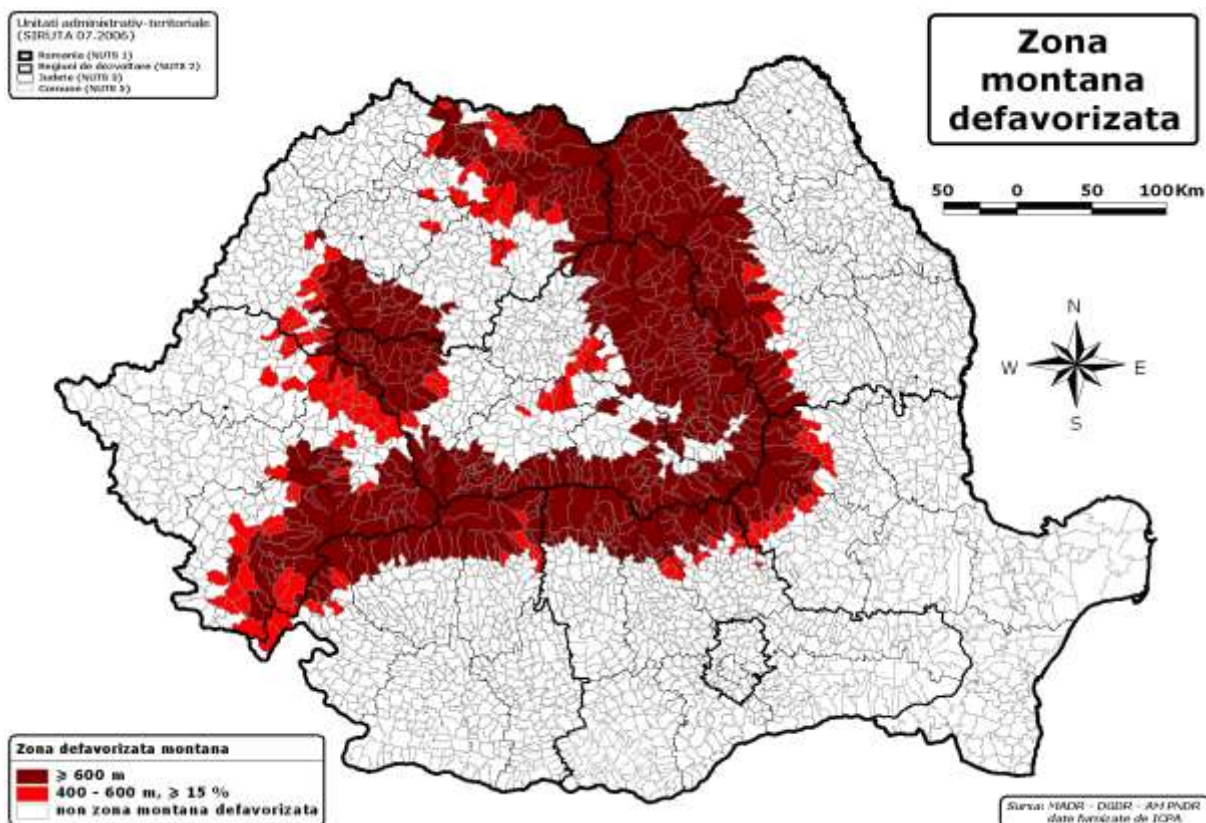 Unitati administrativ-teritoriale
(SIRUTA 07.2006)
Romania (NUTS 1)
Regiuni de dezvoltare (NUTS 2)
Judete (NUTS 3)
Comune (NUTS 5)
Zona
montana
defavorizata
50 0 50 100 Km
N
W E
S
Zona defavorizata montana
≥ 600 m
400 - 600 m, ≥ 15 %
non zona montana defavorizata
Sursa: MADR - DGDR - AM PNDR
date furnizate de ICPA